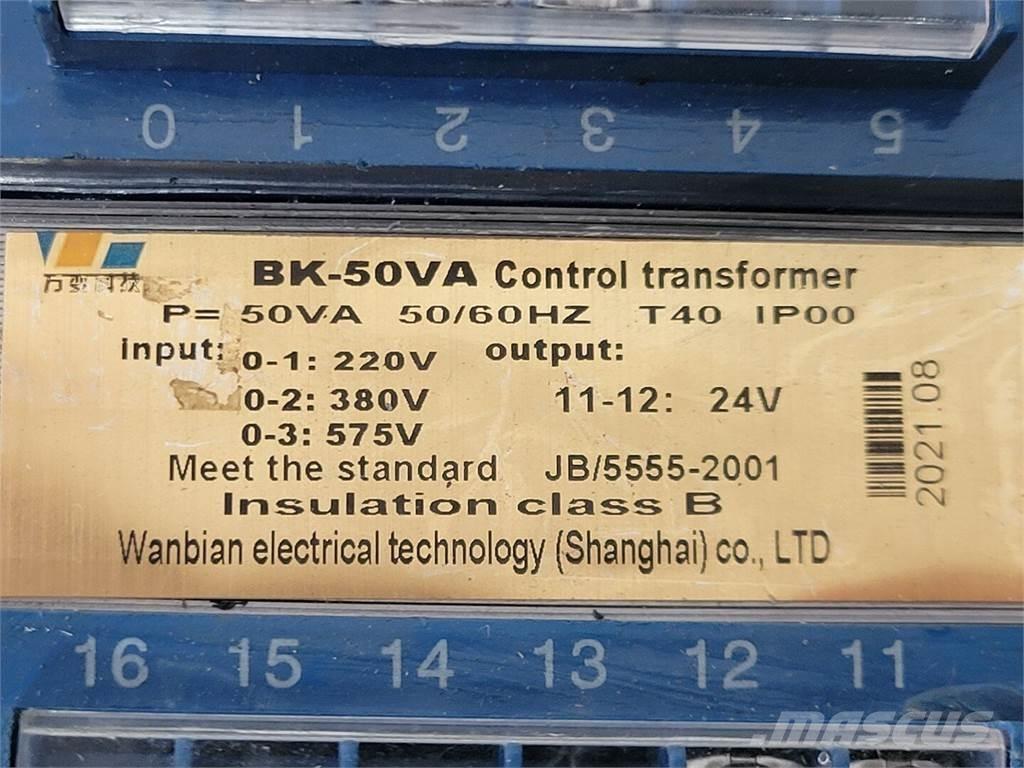 0 1 2 3 4 5
BK-50VA Control transformer
P= 50VA 50/60HZ T40 IP00
input: output:
0-1: 220V
0-2: 380V 11-12: 24V
0-3: 575V
Meet the standard JB/5555-2001
Insulation class B
Wanbian electrical technology (Shanghai) co., LTD
2021.08
16 15 14 13 12 11
MASCUS